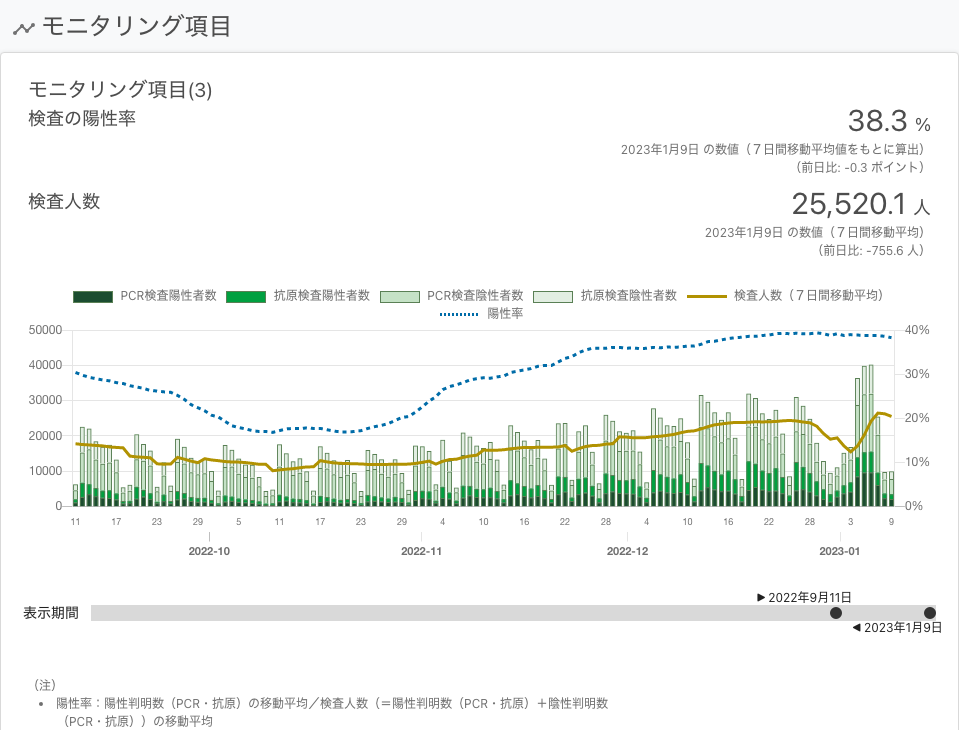 モニタリング項目
モニタリング項目(3)
検査の陽性率
38.3 %
2023年1月9日 の数値（７日間移動平均値をもとに算出）
（前日比: -0.3 ポイント）
検査人数
25,520.1 人
2023年1月9日 の数値（７日間移動平均）
（前日比: -755.6 人）
PCR検査陽性者数 抗原検査陽性者数 PCR検査陰性者数 抗原検査陰性者数 検査人数（７日間移動平均）
陽性率
50000 40%
40000
30%
30000
20000 20%
10000 10%
0 0%
11 17 23 29 5 11 17 23 29 4 10 16 22 28 4 10 16 22 28 3 9
2022-10 2022-11 2022-12 2023-01
►2022年9月11日
表示期間
◄2023年1月9日
（注）
• 陽性率：陽性判明数（PCR・抗原）の移動平均／検査人数（＝陽性判明数（PCR・抗原）＋陰性判明数
（PCR・抗原））の移動平均